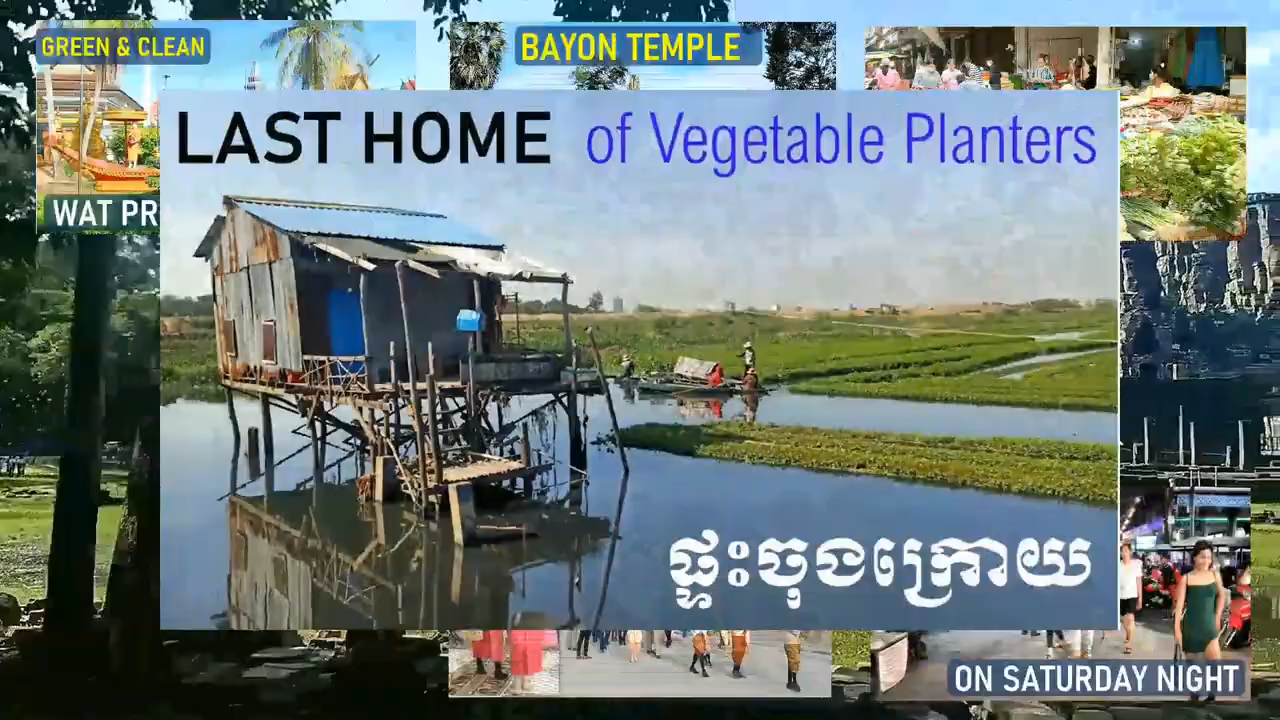 GREEN & CLEAN
BAYON TEMPLE
LAST HOME of Vegetable Planters
WAT PR
ផ្ទះចុងក្រោយ
ON SATURDAY NIGHT